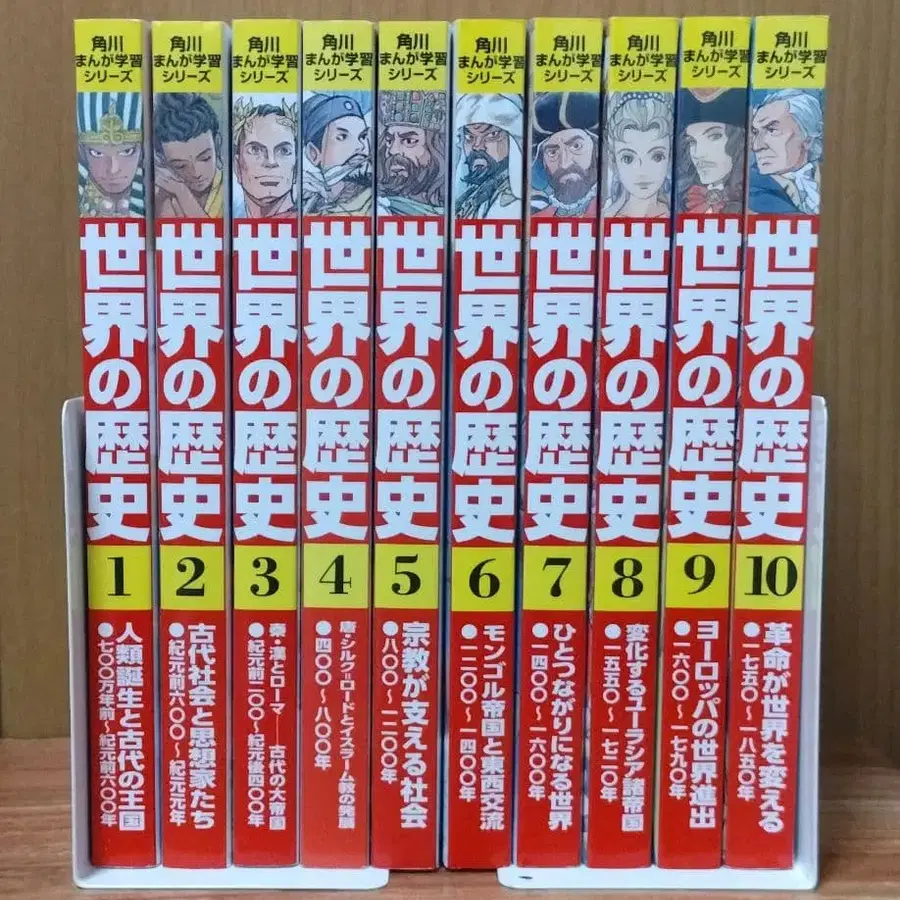 角川
まんが学習
シリーズ
世界の歴史
1
人類誕生と古代の王国
●七〇〇万年前～紀元前六〇〇年
角川
まんが学習
シリーズ
世界の歴史
2
古代社会と思想家たち
●紀元前六〇〇～紀元元年
角川
まんが学習
シリーズ
世界の歴史
3
秦・漢とローマ――古代の大帝国
●紀元前二〇〇～紀元後四〇〇年
角川
まんが学習
シリーズ
世界の歴史
4
唐・シルク＝ロードとイスラーム教の発展
●四〇〇～八〇〇年
角川
まんが学習
シリーズ
世界の歴史
5
宗教が支える社会
●八〇〇～一二〇〇年
角川
まんが学習
シリーズ
世界の歴史
6
モンゴル帝国と東西交流
●一二〇〇～一四〇〇年
角川
まんが学習
シリーズ
世界の歴史
7
ひとつながりになる世界
●一四〇〇～一六〇〇年
角川
まんが学習
シリーズ
世界の歴史
8
変化するユーラシア諸帝国
●一五五〇～一七二〇年
角川
まんが学習
シリーズ
世界の歴史
9
ヨーロッパの世界進出
●一六〇〇～一七九〇年
角川
まんが学習
シリーズ
世界の歴史
10
革命が世界を変える
●一七五〇～一八五〇年